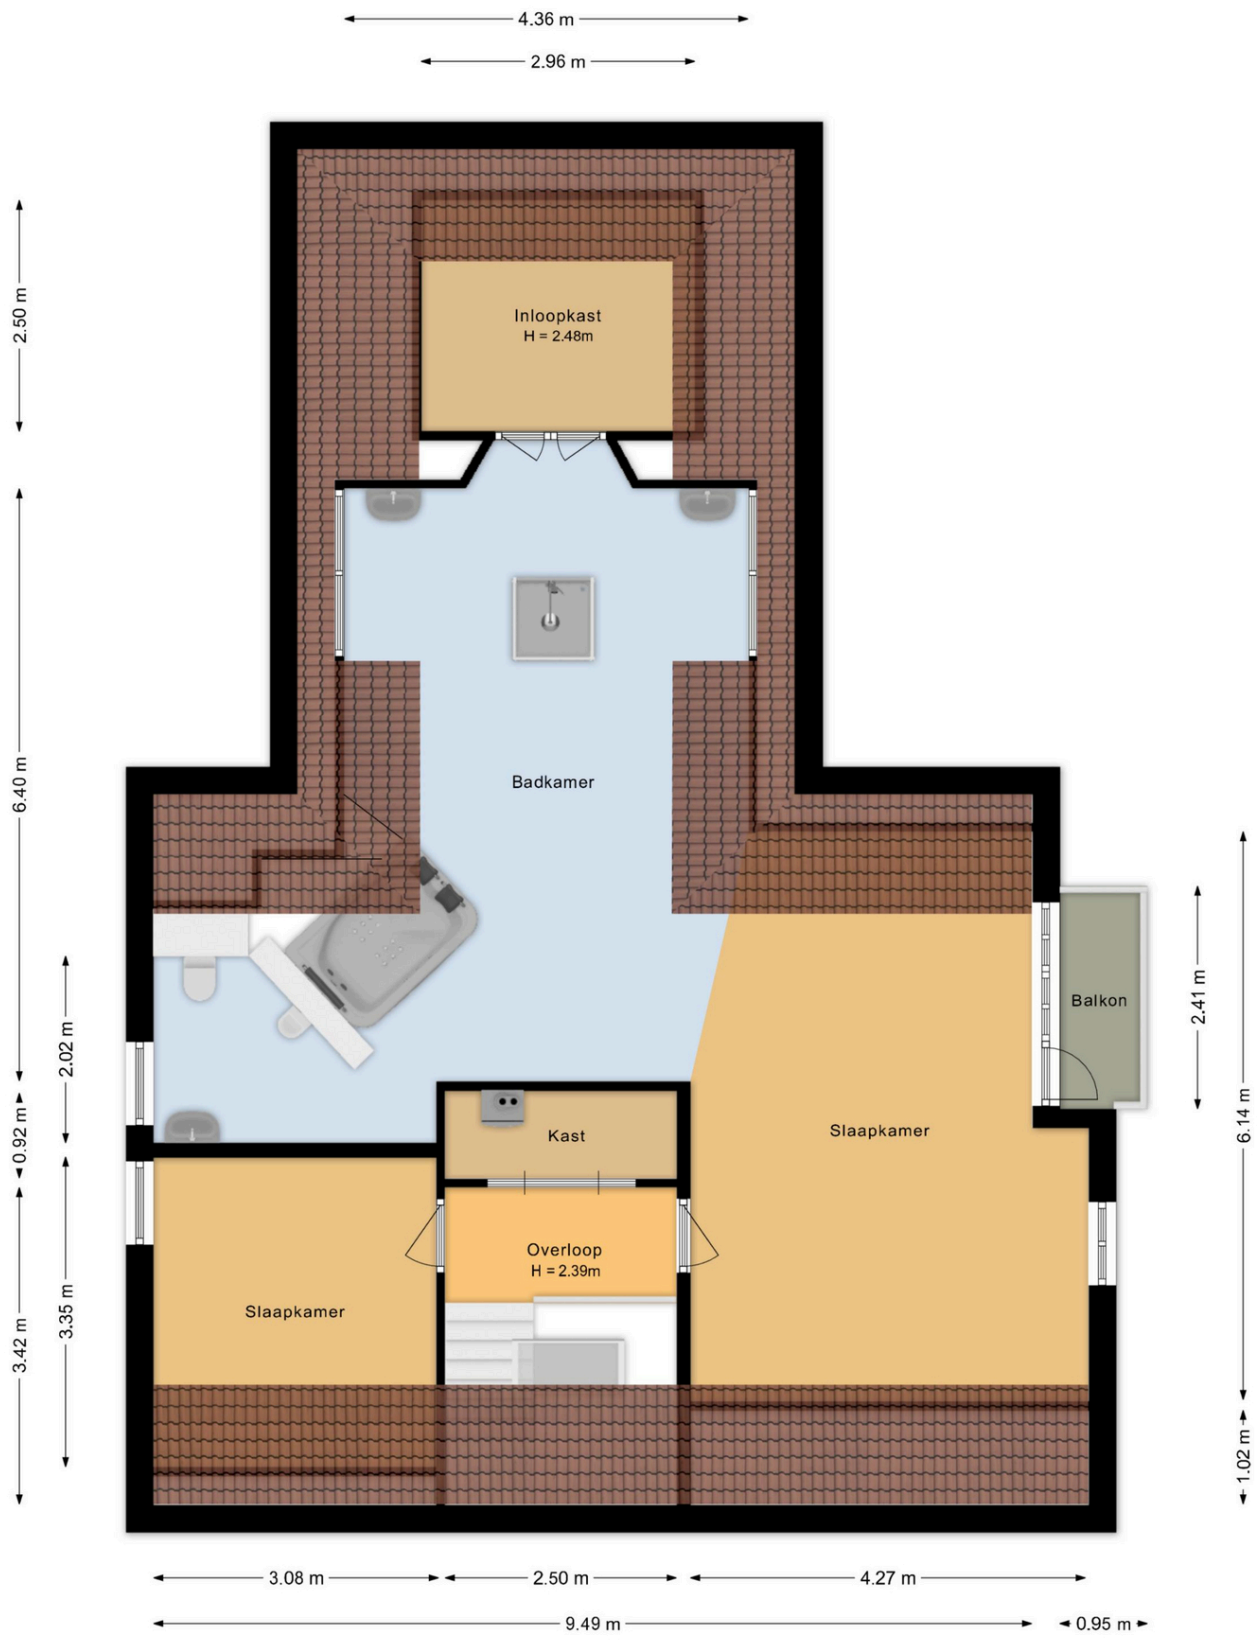 4.36 m
2.96 m
2.50 m
Inloopkast
H = 2.48m
6.40 m
Badkamer
2.41 m
Balkon
2.02 m
0.92 m
6.14 m
Kast
Slaapkamer
Overloop
H = 2.39m
Slaapkamer
3.35 m
3.42 m
1.02 m
3.08 m
2.50 m
4.27 m
9.49 m
0.95 m